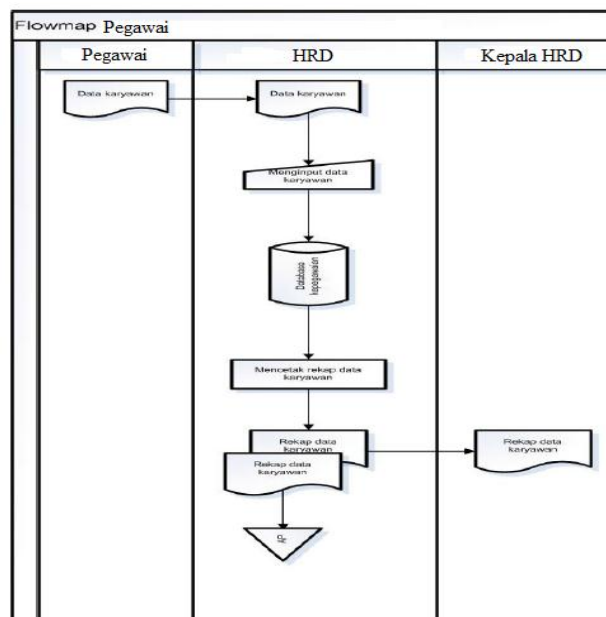 Flowmap Pegawai
Pegawai
HRD
Kepala HRD
Data karyawan
Data karyawan
Menginput data
karyawan
Database
kepegawaian
Mencetak rekap data
karyawan
Rekap data
karyawan
Rekap data
karyawan
Rekap data
karyawan
AP